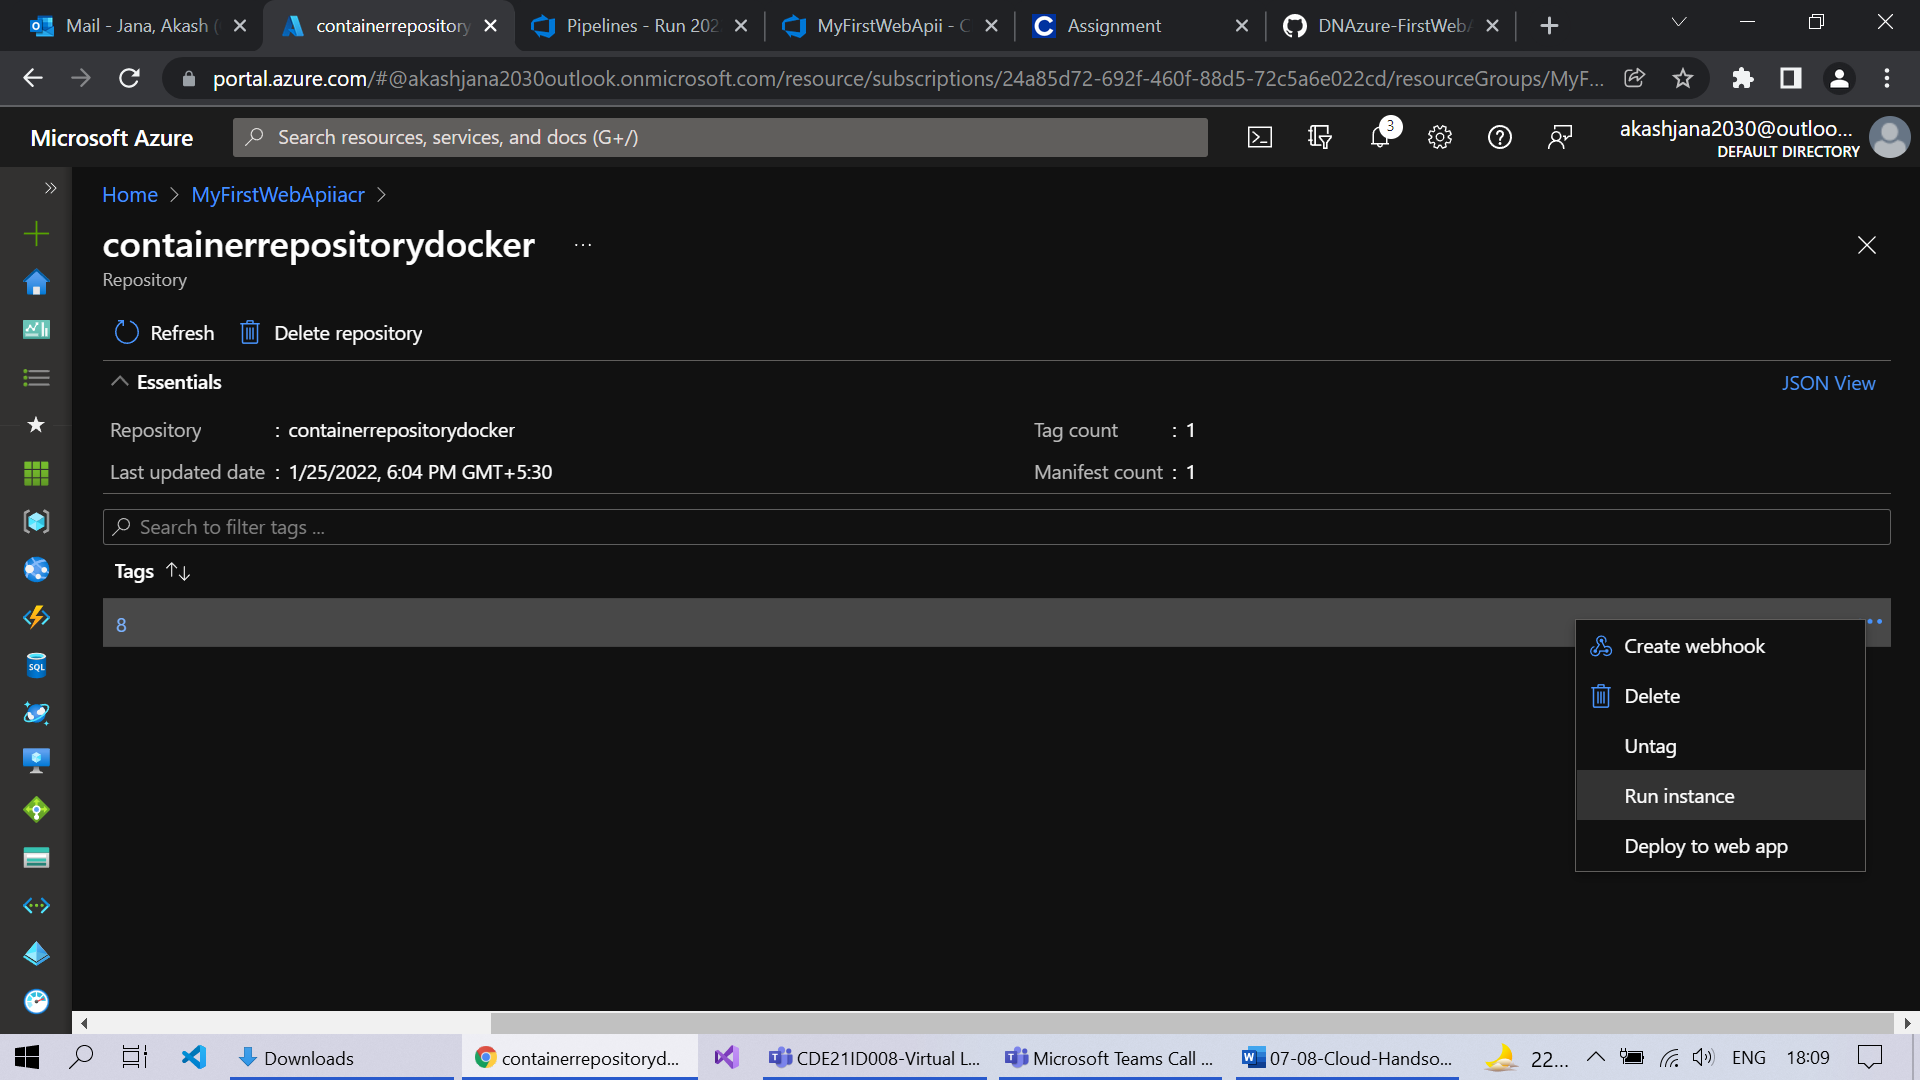 Mail - Jana, Akash (
containerrepository
Pipelines - Run 202
MyFirstWebApii - C
Assignment
DNAzure-FirstWebA
portal.azure.com/#@akashjana2030outlook.onmicrosoft.com/resource/subscriptions/24a85d72-692f-460f-88d5-72c5a6e022cd/resourceGroups/MyF...
Microsoft Azure
Search resources, services, and docs (G+/)
3
akashjana2030@outloo...
DEFAULT DIRECTORY
Home > MyFirstWebApiiacr >
containerrepositorydocker ...
Repository
Refresh
Delete repository
Essentials
JSON View
Repository : containerrepositorydocker
Tag count : 1
Last updated date : 1/25/2022, 6:04 PM GMT+5:30
Manifest count : 1
Search to filter tags ...
Tags
8
Create webhook
Delete
Untag
Run instance
Deploy to web app
SQL
Downloads
containerrepositoryd...
CDE21ID008-Virtual L...
Microsoft Teams Call ...
07-08-Cloud-Handso...
22...
ENG
18:09